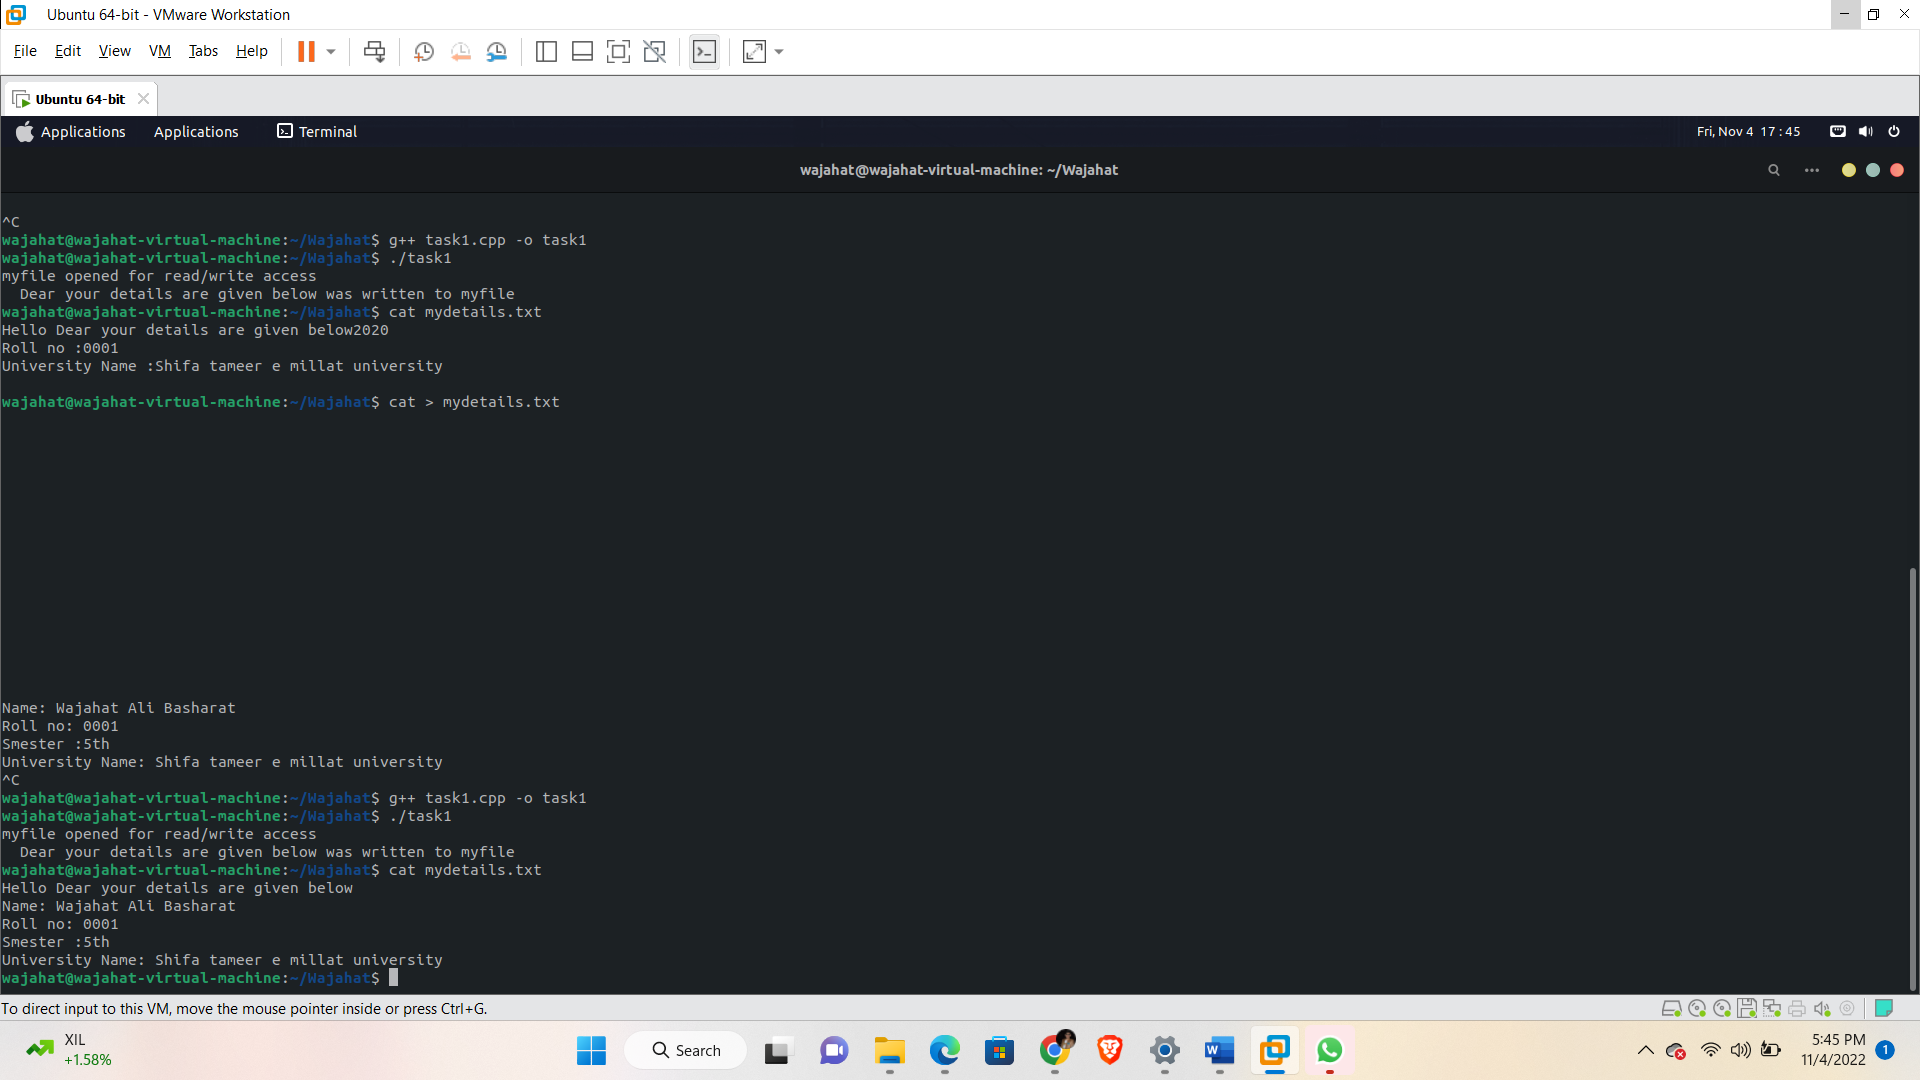 Ubuntu 64-bit - VMware Workstation
File Edit View VM Tabs Help
Ubuntu 64-bit
Applications Applications Terminal Fri, Nov 4 17:45
wajahat@wajahat-virtual-machine: ~/Wajahat
^C
wajahat@wajahat-virtual-machine:~/Wajahat$ g++ task1.cpp -o task1
wajahat@wajahat-virtual-machine:~/Wajahat$ ./task1
myfile opened for read/write access
  Dear your details are given below was written to myfile
wajahat@wajahat-virtual-machine:~/Wajahat$ cat mydetails.txt
Hello Dear your details are given below2020
Roll no :0001
University Name :Shifa tameer e millat university
wajahat@wajahat-virtual-machine:~/Wajahat$ cat > mydetails.txt
Name: Wajahat Ali Basharat
Roll no: 0001
Smester :5th
University Name: Shifa tameer e millat university
^C
wajahat@wajahat-virtual-machine:~/Wajahat$ g++ task1.cpp -o task1
wajahat@wajahat-virtual-machine:~/Wajahat$ ./task1
myfile opened for read/write access
  Dear your details are given below was written to myfile
wajahat@wajahat-virtual-machine:~/Wajahat$ cat mydetails.txt
Hello Dear your details are given below
Name: Wajahat Ali Basharat
Roll no: 0001
Smester :5th
University Name: Shifa tameer e millat university
wajahat@wajahat-virtual-machine:~/Wajahat$
To direct input to this VM, move the mouse pointer inside or press Ctrl+G.
XIL
+1.58%
Search
5:45 PM
11/4/2022
1